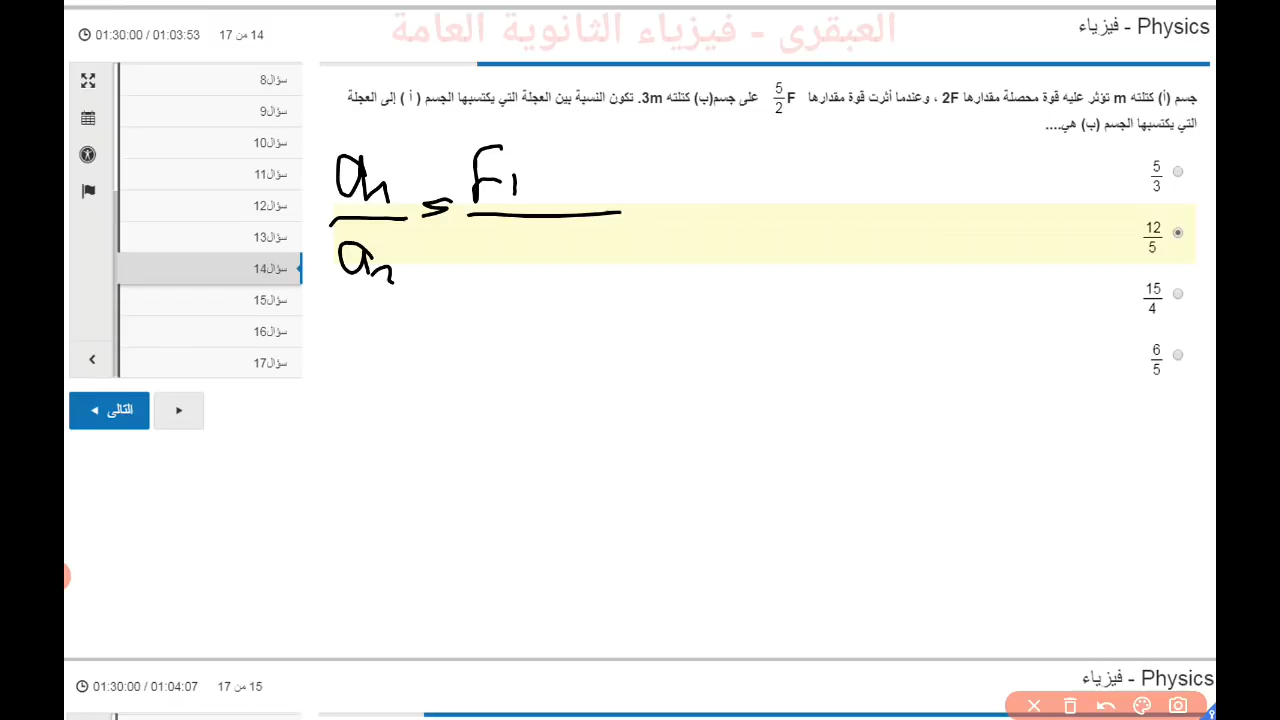 01:30:00 / 01:03:53
14 من 17
العبقرى - فيزياء الثانوية العامة
Physics - فيزياء
سؤال8
سؤال9
سؤال10
سؤال11
سؤال12
سؤال13
سؤال14
سؤال15
سؤال16
سؤال17
التالى
جسم (أ) كتلته m تؤثر عليه قوة محصلة مقدارها 2F ، وعندما أثرت قوة مقدارها 5/2 F على جسم(ب) كتلته 3m. تكون النسبة بين العجلة التي يكتسبها الجسم ( أ ) إلى العجلة
التي يكتسبها الجسم (ب) هي....
5/3
12/5
15/4
6/5
F1
01:30:00 / 01:04:07
15 من 17
Physics - فيزياء